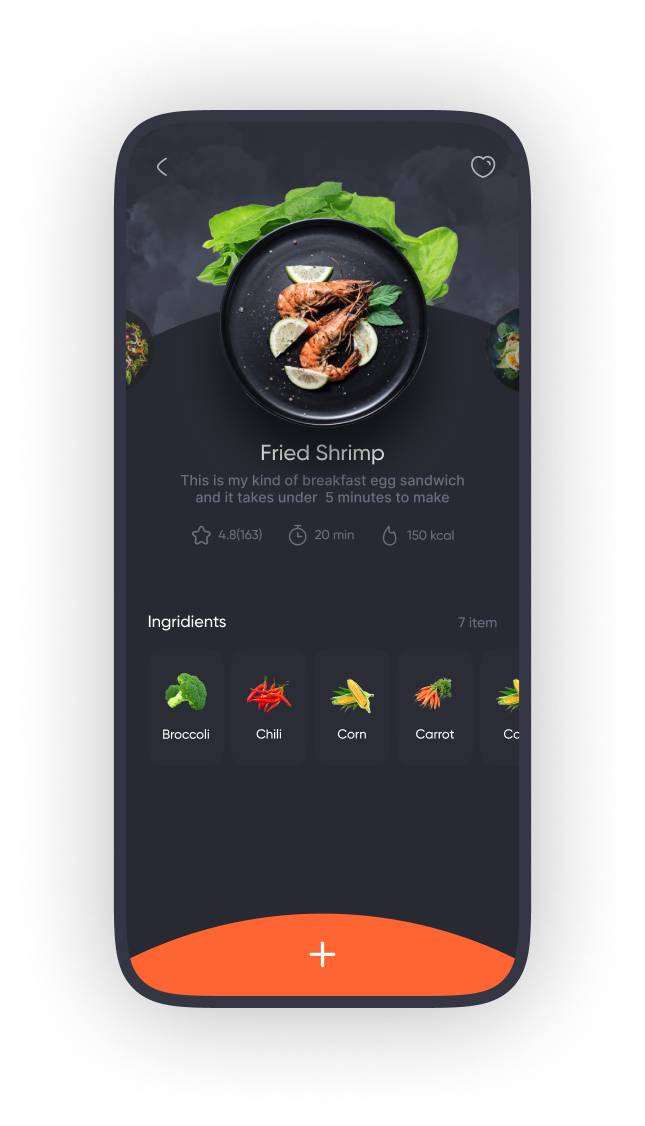 Fried Shrimp
This is my kind of breakfast egg sandwich
and it takes under 5 minutes to make
4.8(163) 20 min 150 kcal
Ingridients 7 item
Broccoli Chili Corn Carrot Co